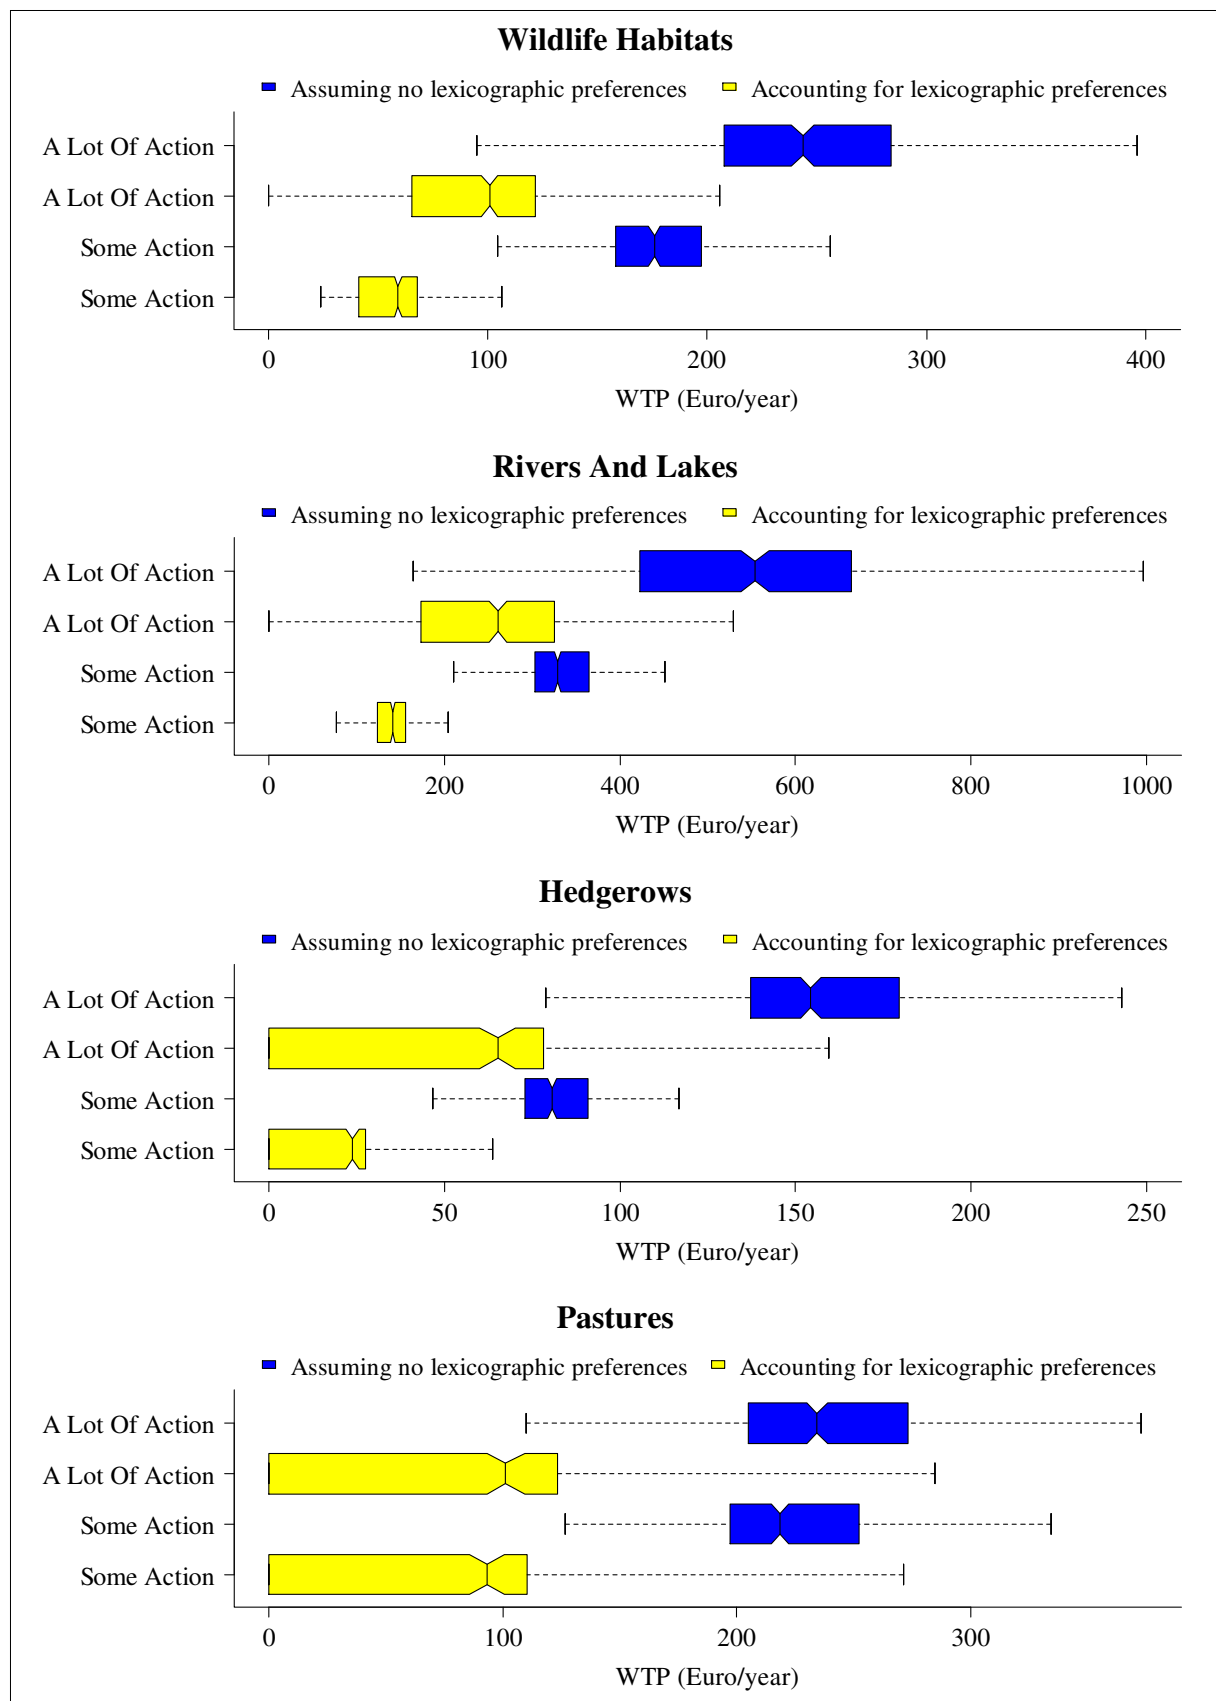 Wildlife Habitats
Assuming no lexicographic preferences Accounting for lexicographic preferences
A Lot Of Action
A Lot Of Action
Some Action
Some Action
0 100 200 300 400
WTP (Euro/year)
Rivers And Lakes
Assuming no lexicographic preferences Accounting for lexicographic preferences
A Lot Of Action
A Lot Of Action
Some Action
Some Action
0 200 400 600 800 1000
WTP (Euro/year)
Hedgerows
Assuming no lexicographic preferences Accounting for lexicographic preferences
A Lot Of Action
A Lot Of Action
Some Action
Some Action
0 50 100 150 200 250
WTP (Euro/year)
Pastures
Assuming no lexicographic preferences Accounting for lexicographic preferences
A Lot Of Action
A Lot Of Action
Some Action
Some Action
0 100 200 300
WTP (Euro/year)